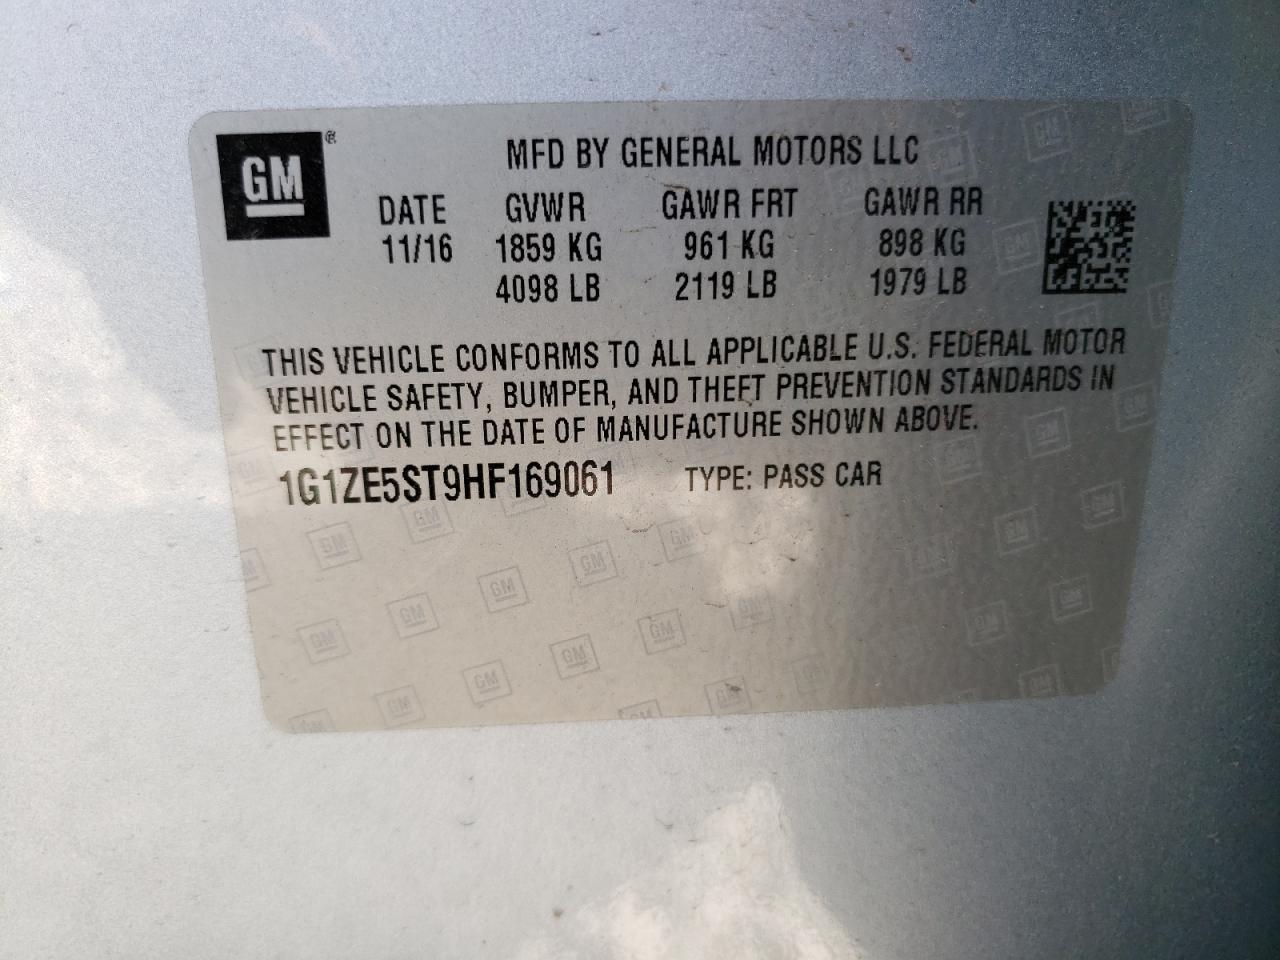 GM®
MFD BY GENERAL MOTORS LLC
DATE GVWR GAWR FRT GAWR RR
11/16 1859 KG 961 KG 898 KG
4098 LB 2119 LB 1979 LB
THIS VEHICLE CONFORMS TO ALL APPLICABLE U.S. FEDERAL MOTOR
VEHICLE SAFETY, BUMPER, AND THEFT PREVENTION STANDARDS IN
EFFECT ON THE DATE OF MANUFACTURE SHOWN ABOVE.
1G1ZE5ST9HF169061 TYPE: PASS CAR